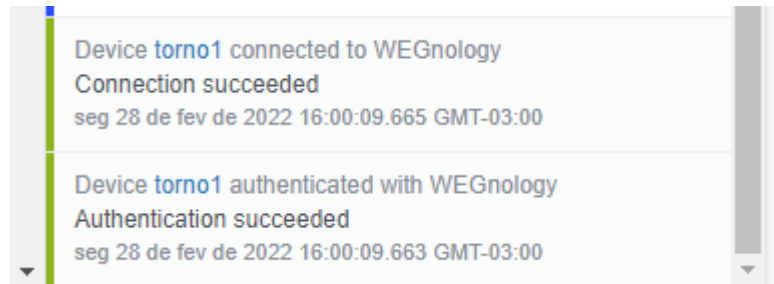 Device torno1 connected to WEGnology
Connection succeeded
seg 28 de fev de 2022 16:00:09.665 GMT-03:00
Device torno1 authenticated with WEGnology
Authentication succeeded
seg 28 de fev de 2022 16:00:09.663 GMT-03:00